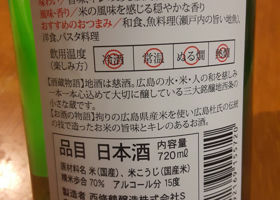 味わい
味・香り/米の風味を感じる穏やかな香り
おすすめのおつまみ/和食、魚料理(瀬戸内の旨い地魚)、
洋食、パスタ料理
飲用温度
(楽しみ方)
冷酒
常温
ぬる燗
【酒蔵物語】地酒は慈酒。広島の水・米・人の和を慈しみ
一本一本心込めて大切に醸している三大銘醸地西条の
小さな蔵です。
【お酒の物語】拘りの広島県産米を使い広島杜氏の伝統
の技で造ったお米の旨味とキレのあるお酒。
品目 日本酒
内容量
720ml
原材料名/米(国産)、米こうじ(国産米)
精米歩合 70% アルコール分 15度
製造者 西條鶴醸造株式会社S